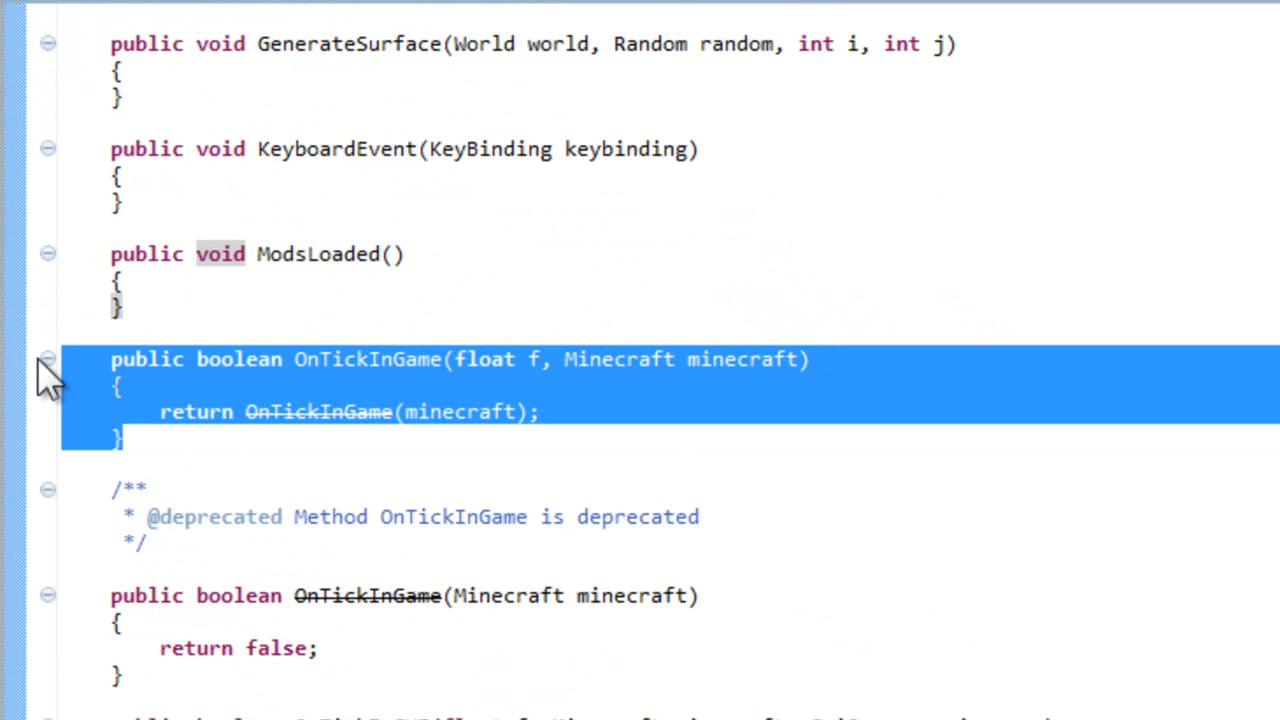 public void GenerateSurface(World world, Random random, int i, int j)
{
}
public void KeyboardEvent(KeyBinding keybinding)
{
}
public void ModsLoaded()
{
}
public boolean OnTickInGame(float f, Minecraft minecraft)
{
return OnTickInGame(minecraft);
}
/**
* @deprecated Method OnTickInGame is deprecated
*/
public boolean OnTickInGame(Minecraft minecraft)
{
return false;
}